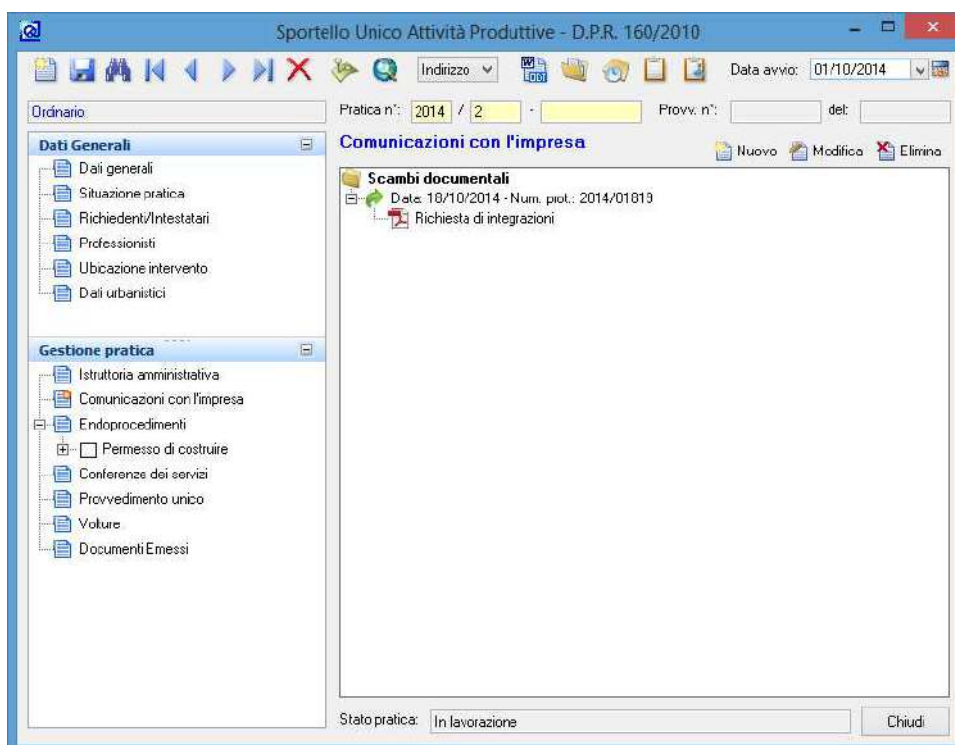 Sportello Unico Attività Produttive - D.P.R. 160/2010
Indirizzo
Data avvio: 01/10/2014
Ordinario
Pratica n°: 2014 / 2 -
Provv. n°: del:
Dati Generali
Dati generali
Situazione pratica
Richiedenti/Intestatari
Professionisti
Ubicazione intervento
Dati urbanistici
Gestione pratica
Istruttoria amministrativa
Comunicazioni con l'impresa
Endoprocedimenti
Permesso di costruire
Conferenze dei servizi
Provvedimento unico
Volture
Documenti Emessi
Comunicazioni con l'impresa
Nuovo Modifica Elimina
Scambi documentali
Data: 18/10/2014 - Num. prot.: 2014/01819
Richiesta di integrazioni
Stato pratica: In lavorazione
Chiudi